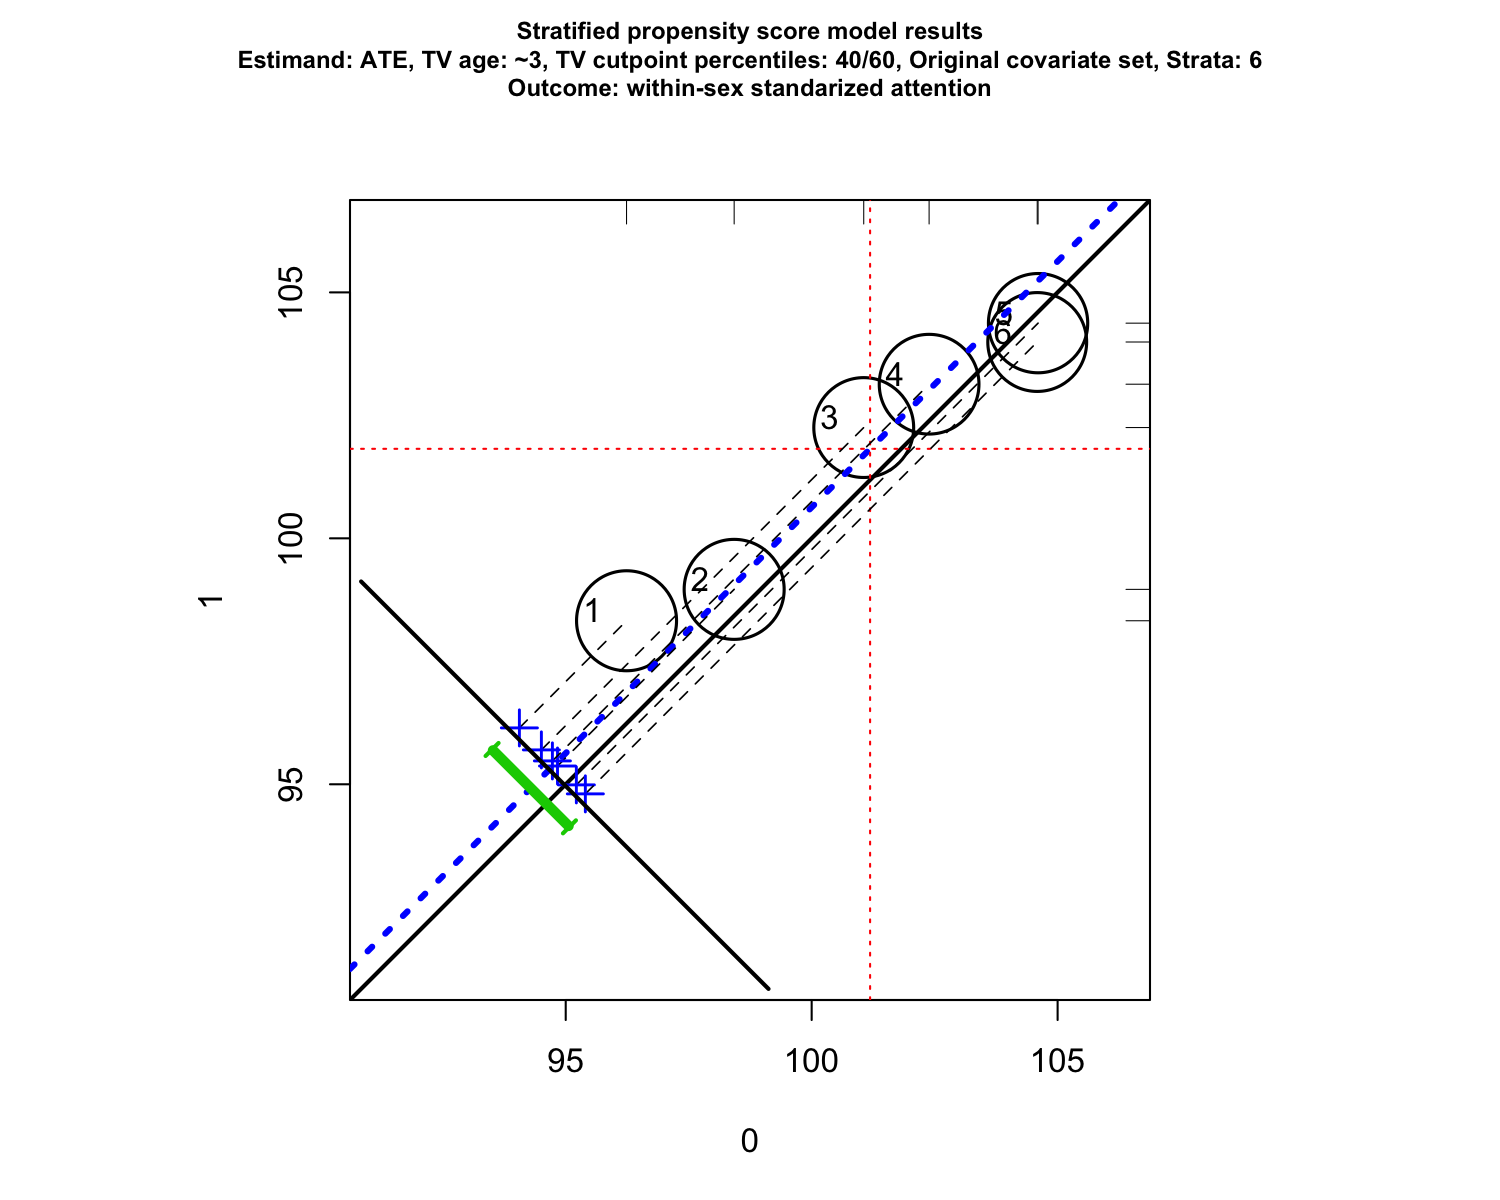 Stratified propensity score model results
Estimand: ATE, TV age: ~3, TV cutpoint percentiles: 40/60, Original covariate set, Strata: 6
Outcome: within-sex standarized attention
105
100
95
1
5
6
4
3
2
1
95 100 105
0